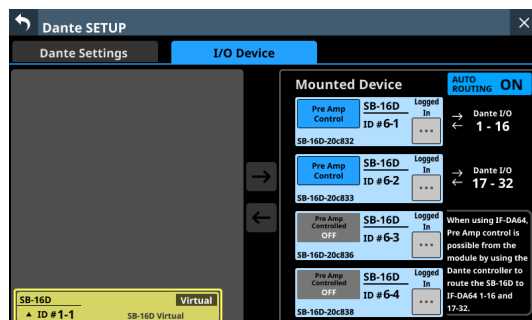 Dante SETUP
×
Dante Settings
I/O Device
Mounted Device
AUTO
ROUTING ON
Pre Amp
Control
SB-16D
Logged
In
ID #6-1
...
SB-16D-20c832
Dante I/O
1 - 16
Pre Amp
Control
SB-16D
Logged
In
ID #6-2
...
SB-16D-20c833
Dante I/O
17 - 32
Pre Amp
Controlled
OFF
SB-16D
Logged
In
ID #6-3
...
SB-16D-20c836
Pre Amp
Controlled
OFF
SB-16D
Logged
In
ID #6-4
...
SB-16D-20c838
When using IF-DA64,
Pre Amp control is
possible from the
module by using the
Dante controller to
route the SB-16D to
IF-DA64 1-16 and
17-32.
SB-16D
Virtual
▲ ID #1-1
SB-16D Virtual